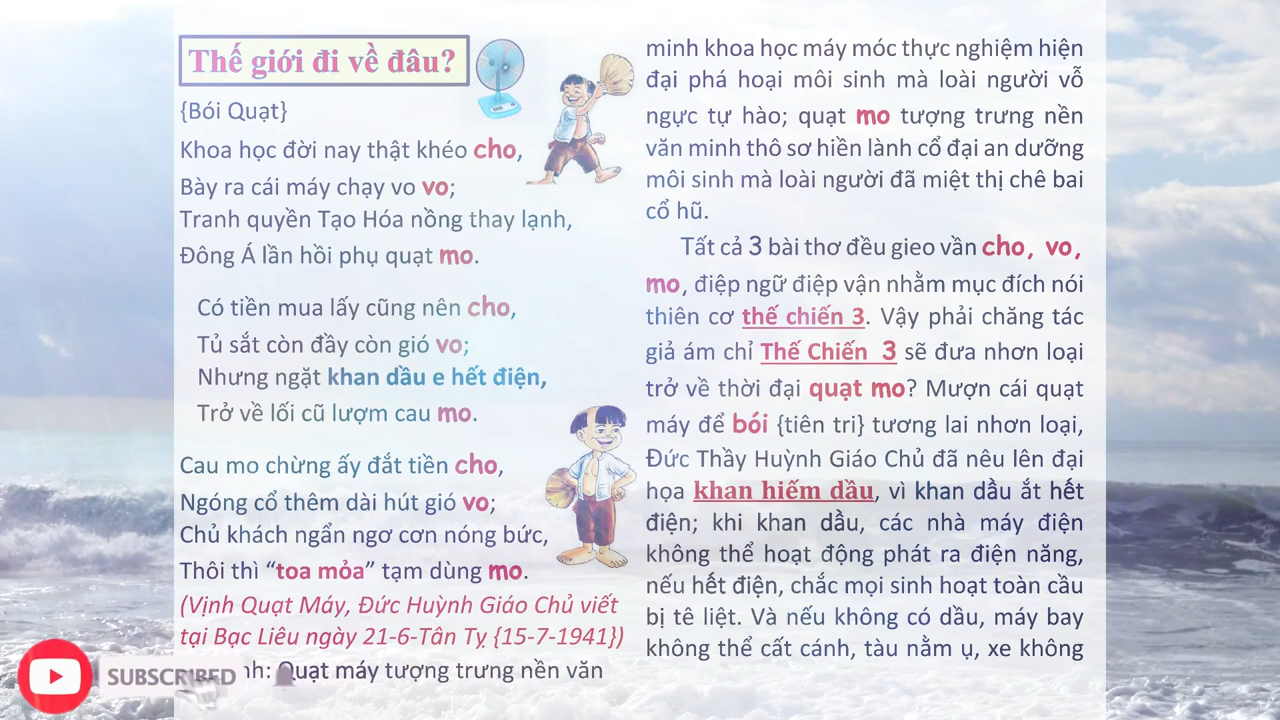 Thế giới đi về đâu?
{Bói Quạt}
Khoa học đời nay thật khéo cho,
Bày ra cái máy chạy vo vo;
Tranh quyền Tạo Hóa nồng thay lạnh,
Đông Á lần hồi phụ quạt mo.
Có tiền mua lấy cũng nên cho,
Tủ sắt còn đầy còn gió vo;
Nhưng ngặt khan dầu e hết điện,
Trở về lối cũ lượm cau mo.
Cau mo chừng ấy đắt tiền cho,
Ngóng cổ thêm dài hút gió vo;
Chủ khách ngẩn ngơ cơn nóng bức,
Thôi thì “toa mỏa” tạm dùng mo.
(Vịnh Quạt Máy, Đức Huỳnh Giáo Chủ viết
tại Bạc Liêu ngày 21-6-Tân Tỵ {15-7-1941})
Quạt máy tượng trưng nền văn
minh khoa học máy móc thực nghiệm hiện
đại phá hoại môi sinh mà loài người vỗ
ngực tự hào; quạt mo tượng trưng nền
văn minh thô sơ hiền lành cổ đại an dưỡng
môi sinh mà loài người đã miệt thị chê bai
cổ hũ.
Tất cả 3 bài thơ đều gieo vần cho, vo,
mo, điệp ngữ điệp vận nhằm mục đích nói
thiên cơ thế chiến 3. Vậy phải chăng tác
giả ám chỉ Thế Chiến 3 sẽ đưa nhơn loại
trở về thời đại quạt mo? Mượn cái quạt
máy để bói {tiên tri} tương lai nhơn loại,
Đức Thầy Huỳnh Giáo Chủ đã nêu lên đại
họa khan hiếm dầu, vì khan dầu ắt hết
điện; khi khan dầu, các nhà máy điện
không thể hoạt động phát ra điện năng,
nếu hết điện, chắc mọi sinh hoạt toàn cầu
bị tê liệt. Và nếu không có dầu, máy bay
không thể cất cánh, tàu nằm ụ, xe không
SUBSCRIBED